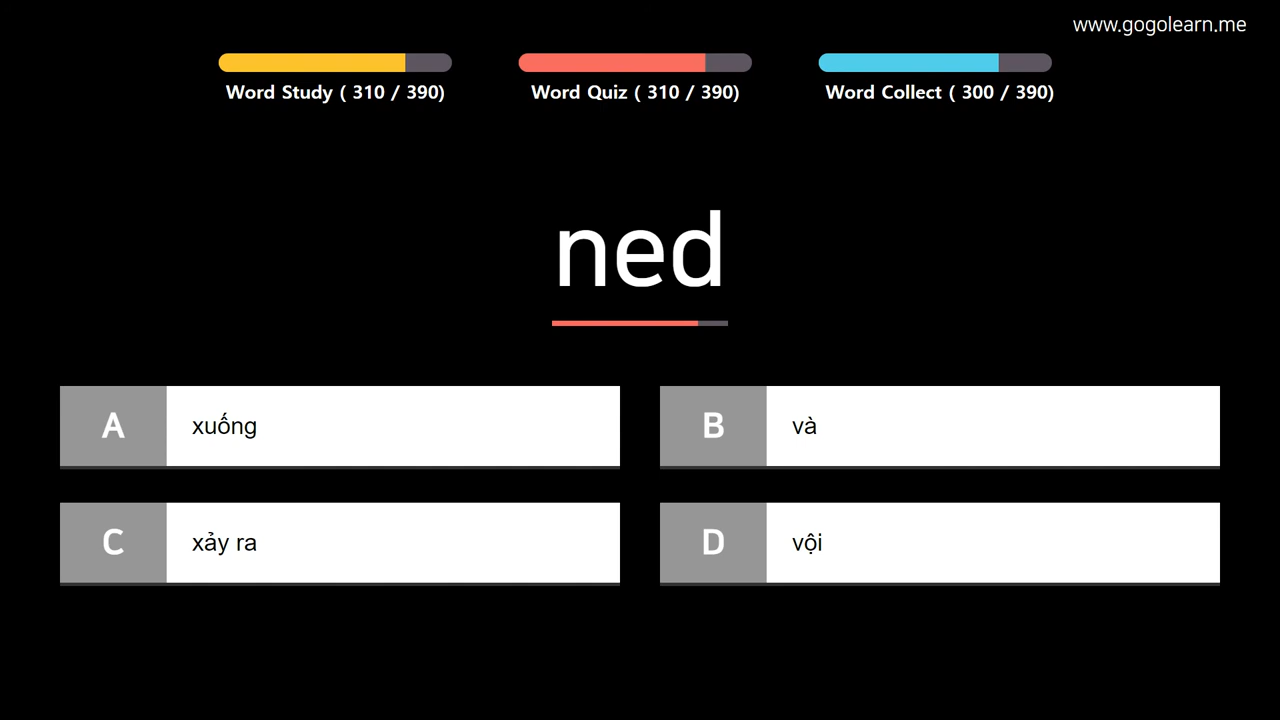 www.gogolearn.me
Word Study ( 310 / 390)
Word Quiz ( 310 / 390)
Word Collect ( 300 / 390)
ned
A xuống
B và
C xảy ra
D vội